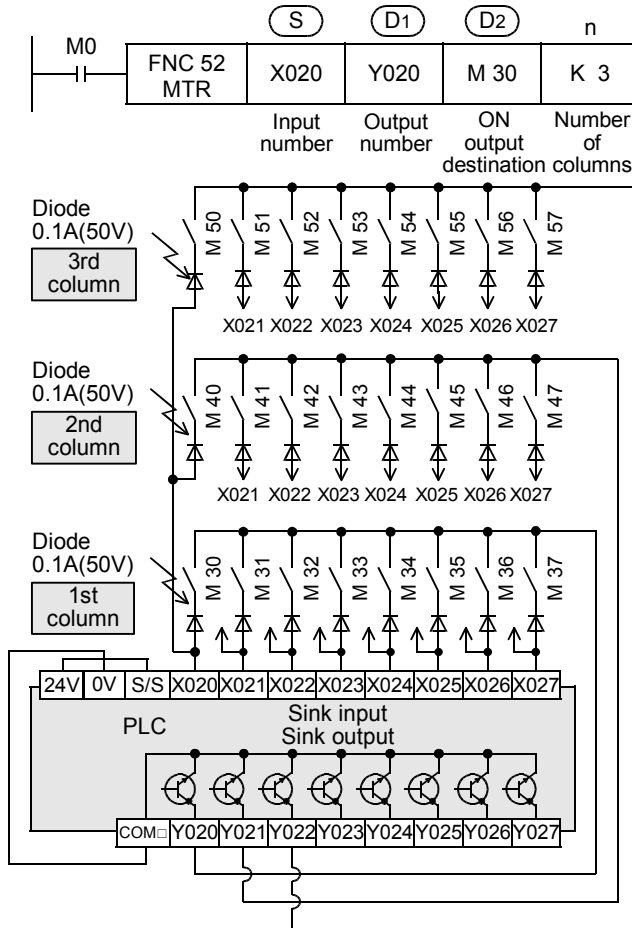 S D1 D2 n
M0
FNC 52 MTR X020 Y020 M 30 K 3
Input number
Output number
ON output destination
Number of columns
Diode
0.1A(50V)
3rd column
M 50 M 51 M 52 M 53 M 54 M 55 M 56 M 57
X021 X022 X023 X024 X025 X026 X027
Diode
0.1A(50V)
2nd column
M 40 M 41 M 42 M 43 M 44 M 45 M 46 M 47
X021 X022 X023 X024 X025 X026 X027
Diode
0.1A(50V)
1st column
M 30 M 31 M 32 M 33 M 34 M 35 M 36 M 37
24V 0V S/S X020 X021 X022 X023 X024 X025 X026 X027
PLC
Sink input
Sink output
COM□ Y020 Y021 Y022 Y023 Y024 Y025 Y026 Y027